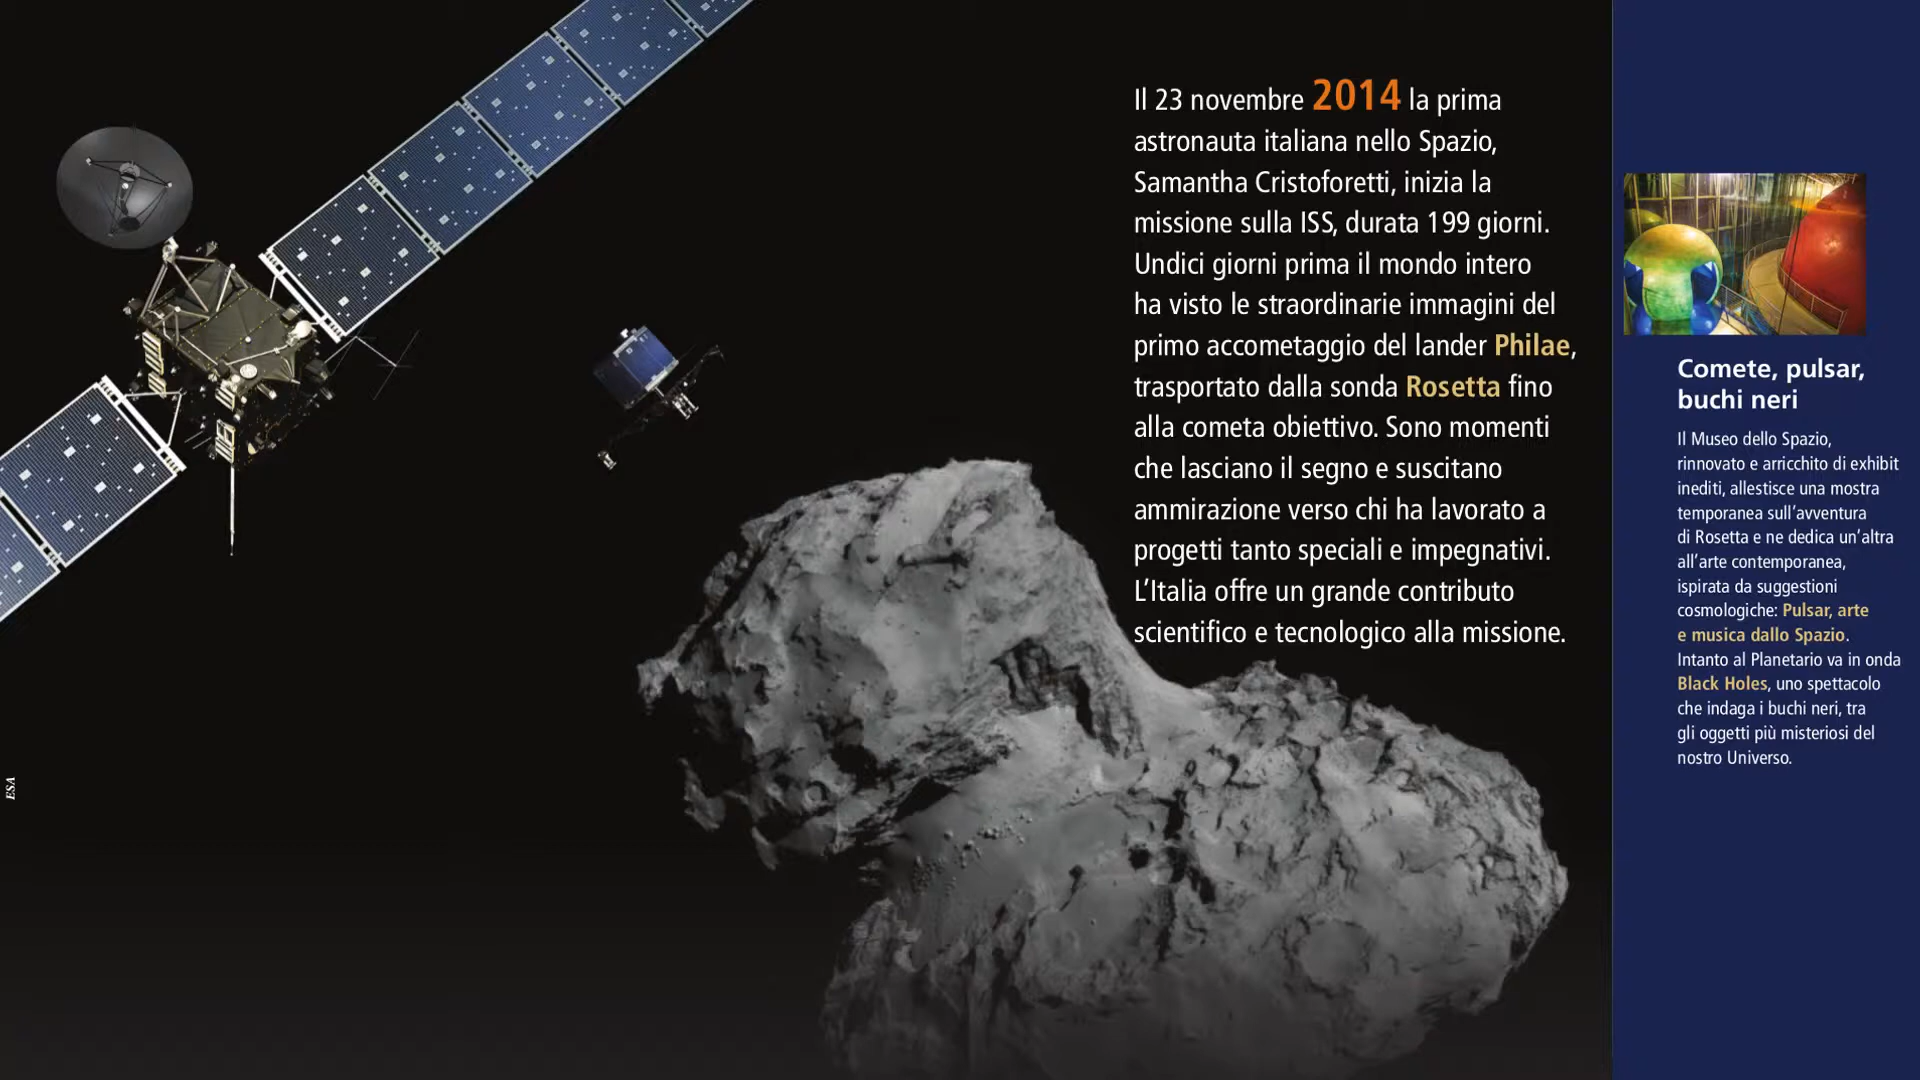 Il 23 novembre 2014 la prima
astronauta italiana nello Spazio,
Samantha Cristoforetti, inizia la
missione sulla ISS, durata 199 giorni.
Undici giorni prima il mondo intero
ha visto le straordinarie immagini del
primo accometaggio del lander Philae,
trasportato dalla sonda Rosetta fino
alla cometa obiettivo. Sono momenti
che lasciano il segno e suscitano
ammirazione verso chi ha lavorato a
progetti tanto speciali e impegnativi.
L’Italia offre un grande contributo
scientifico e tecnologico alla missione.
Comete, pulsar,
buchi neri
Il Museo dello Spazio,
rinnovato e arricchito di exhibit
inediti, allestisce una mostra
temporanea sull’avventura
di Rosetta e ne dedica un’altra
all’arte contemporanea,
ispirata da suggestioni
cosmologiche: Pulsar, arte
e musica dallo Spazio.
Intanto al Planetario va in onda
Black Holes, uno spettacolo
che indaga i buchi neri, tra
gli oggetti più misteriosi del
nostro Universo.
ESA